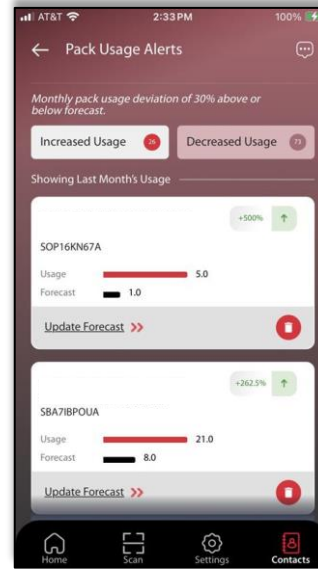 AT&T 2:33 PM 100%
Pack Usage Alerts
Monthly pack usage deviation of 30% above or
below forecast.
Increased Usage 26 Decreased Usage 73
Showing Last Month's Usage
+500%
SOP16KN67A
Usage 5.0
Forecast 1.0
Update Forecast
+262.5%
SBA7IBPOUA
Usage 21.0
Forecast 8.0
Update Forecast
Home Scan Settings Contacts